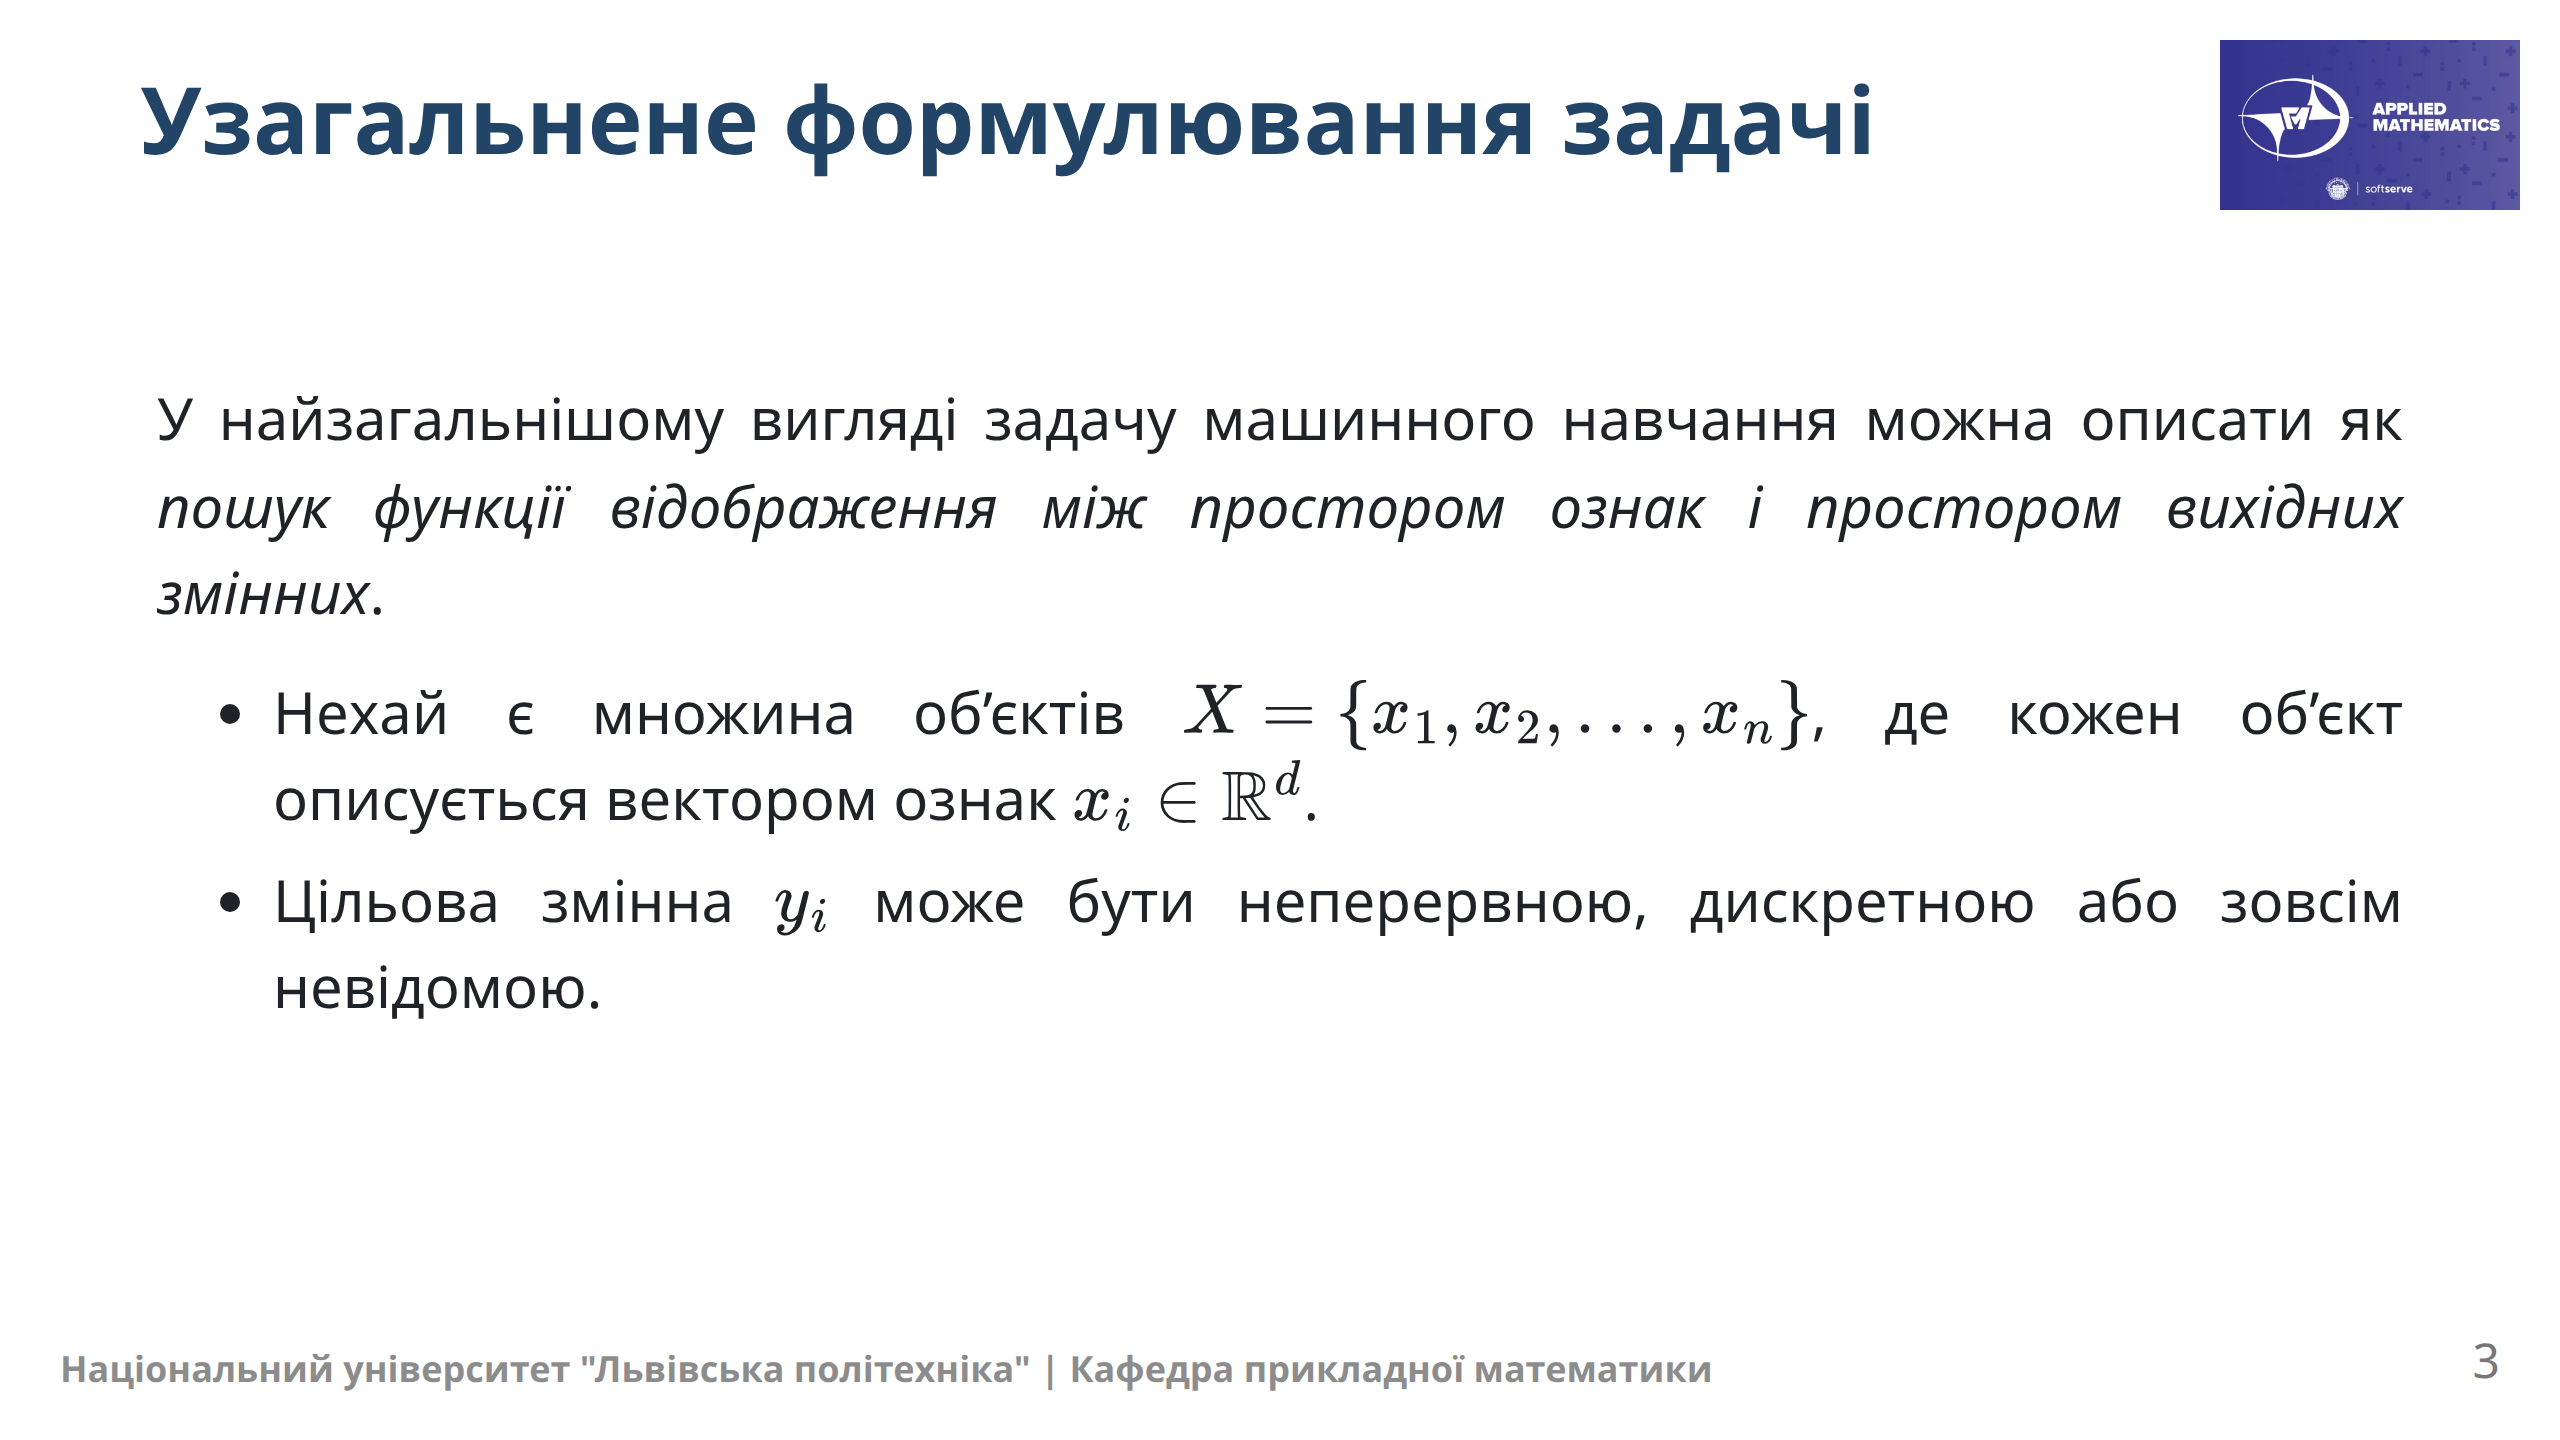 Узагальнене формулювання задачі
APPLIED
MATHEMATICS
softserve
У найзагальнішому вигляді задачу машинного навчання можна описати як
пошук функції відображення між простором ознак і простором вихідних
змінних.
• Нехай є множина об’єктів X = {x₁, x₂, . . . , xₙ}, де кожен об’єкт
описується вектором ознак xᵢ ∈ ℝᵈ.
• Цільова змінна yᵢ може бути неперервною, дискретною або зовсім
невідомою.
Національний університет "Львівська політехніка" | Кафедра прикладної математики
3